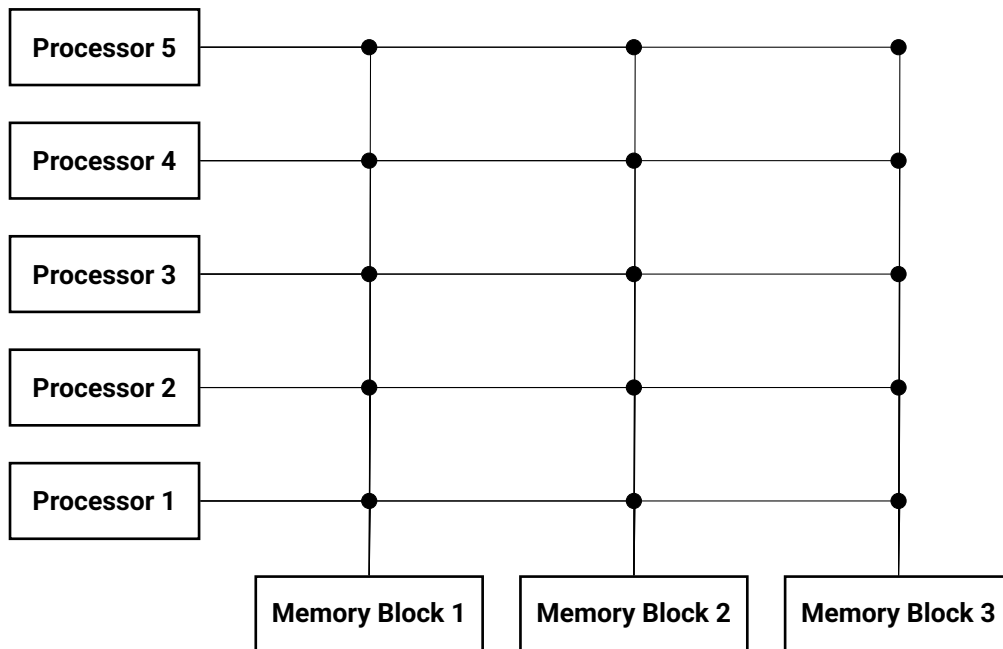 Processor 5
Processor 4
Processor 3
Processor 2
Processor 1
Memory Block 1
Memory Block 2
Memory Block 3